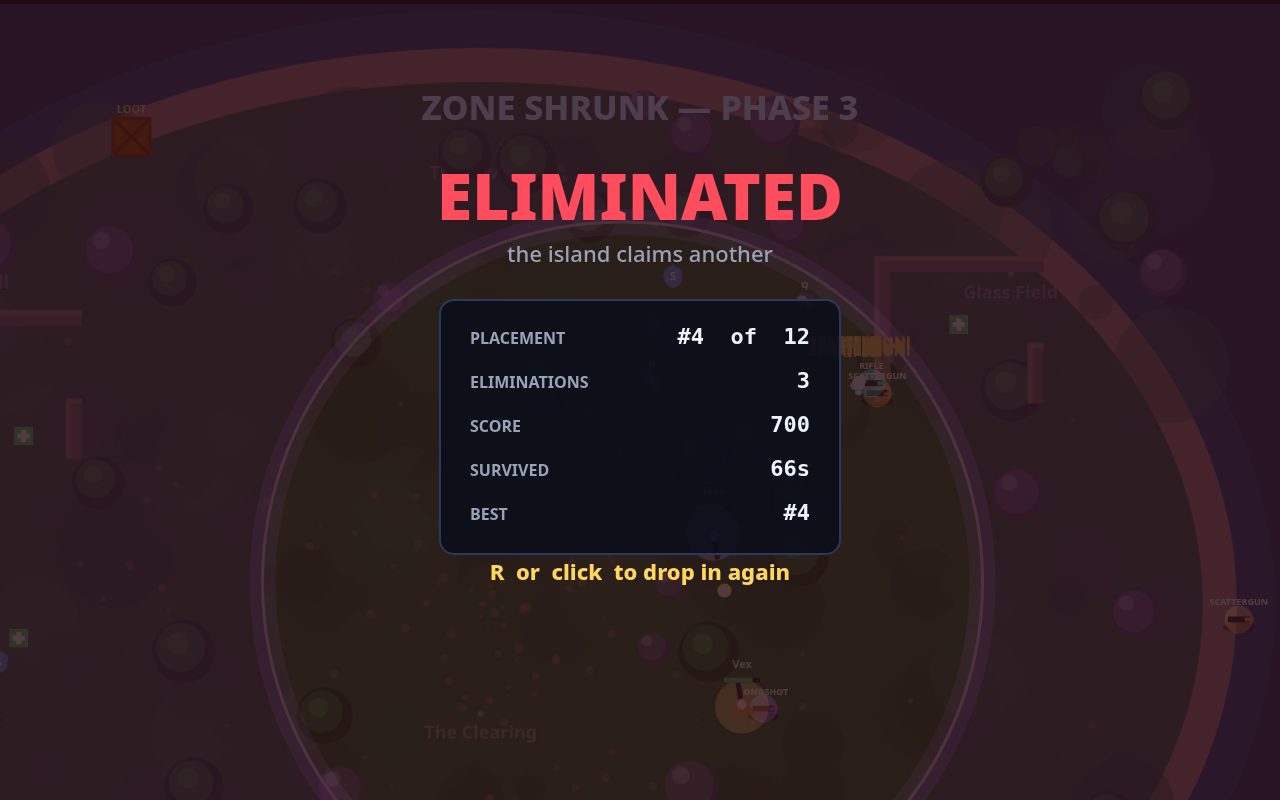 LOOT
ZONE SHRUNK — PHASE 3
ELIMINATED
the island claims another
S
Glass Field
PLACEMENT #4 of 12
RIFLE
SCATTERGUN
ELIMINATIONS 3
SCORE 700
SURVIVED 66s
BEST #4
R or click to drop in again
SCATTERGUN
Vex
ONGSHOT
The Clearing